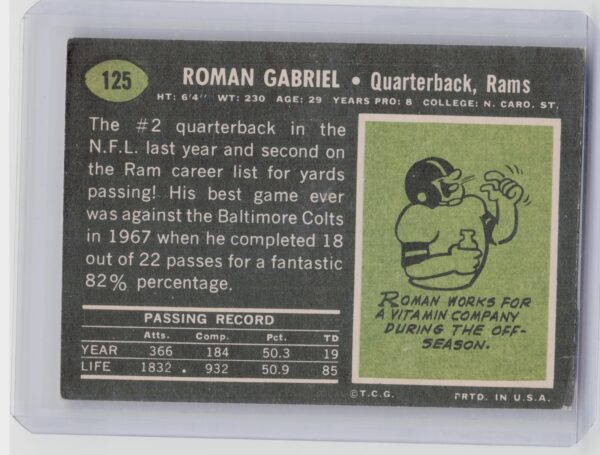 125
ROMAN GABRIEL • Quarterback, Rams
HT: 6'4" WT: 230 AGE: 29 YEARS PRO: 8 COLLEGE: N. CARO. ST.
The #2 quarterback in the
N.F.L. last year and second on
the Ram career list for yards
passing! His best game ever
was against the Baltimore Colts
in 1967 when he completed 18
out of 22 passes for a fantastic
82% percentage.
PASSING RECORD
Atts. Comp. Pct. TD
YEAR 366 184 50.3 19
LIFE 1832 . 932 50.9 85
ROMAN WORKS FOR
A VITAMIN COMPANY
DURING THE OFF-
SEASON.
©T.C.G. PRTD. IN U.S.A.